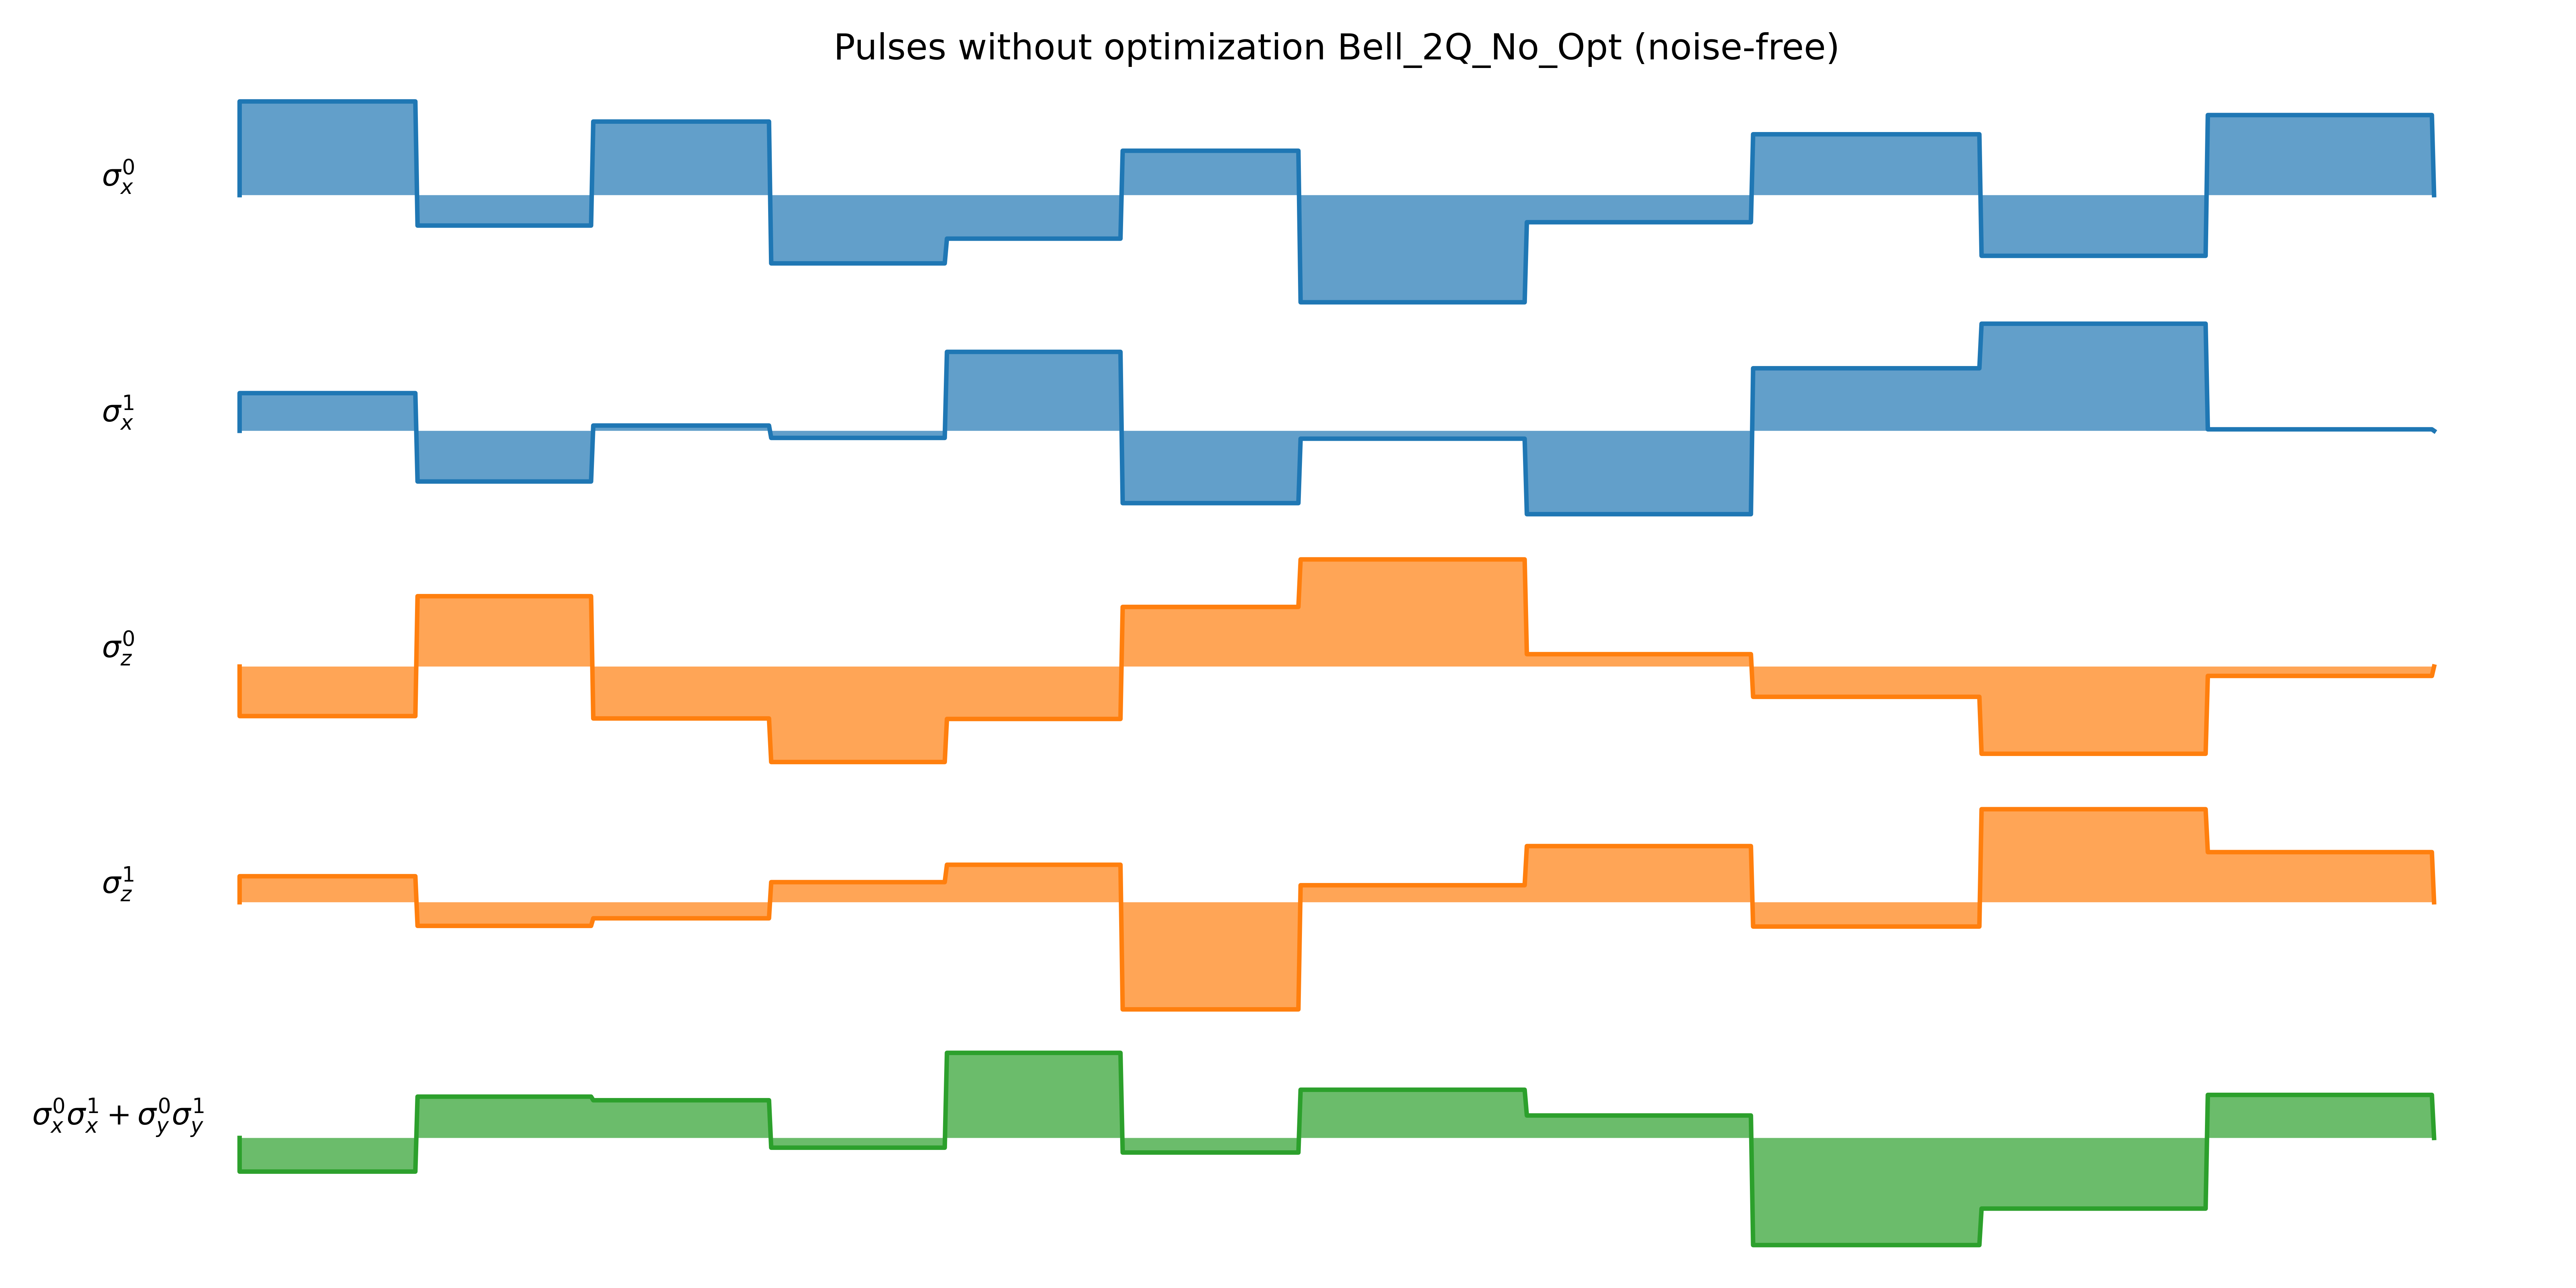 Pulses without optimization Bell_2Q_No_Opt (noise-free)
σ_x^0
σ_x^1
σ_z^0
σ_z^1
σ_x^0σ_x^1 + σ_y^0σ_y^1